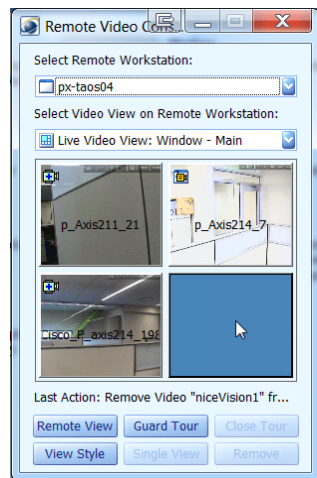 Remote Video Cons
Select Remote Workstation:
px-taos04
Select Video View on Remote Workstation:
Live Video View: Window - Main
p_Axis211_21
p_Axis214_7
Cisco_P_axis214_198
Last Action: Remove Video "niceVision1" fr...
Remote View
Guard Tour
Close Tour
View Style
Single View
Remove